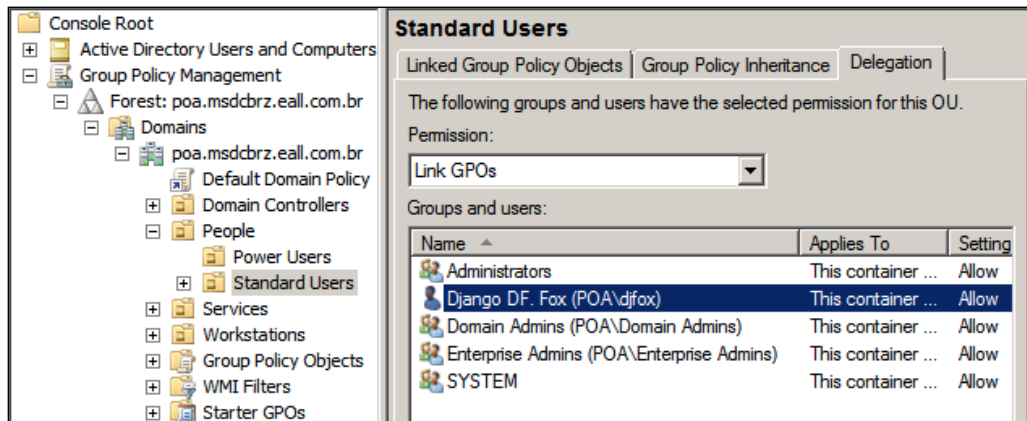 Console Root
Active Directory Users and Computers
Group Policy Management
Forest: poa.msdcbrz.eall.com.br
Domains
poa.msdcbrz.eall.com.br
Default Domain Policy
Domain Controllers
People
Power Users
Standard Users
Services
Workstations
Group Policy Objects
WMI Filters
Starter GPOs
Standard Users
Linked Group Policy Objects Group Policy Inheritance Delegation
The following groups and users have the selected permission for this OU.
Permission:
Link GPOs
Groups and users:
Name Applies To Setting
Administrators This container ... Allow
Django DF. Fox (POA\djfox) This container ... Allow
Domain Admins (POA\Domain Admins) This container ... Allow
Enterprise Admins (POA\Enterprise Admins) This container ... Allow
SYSTEM This container ... Allow